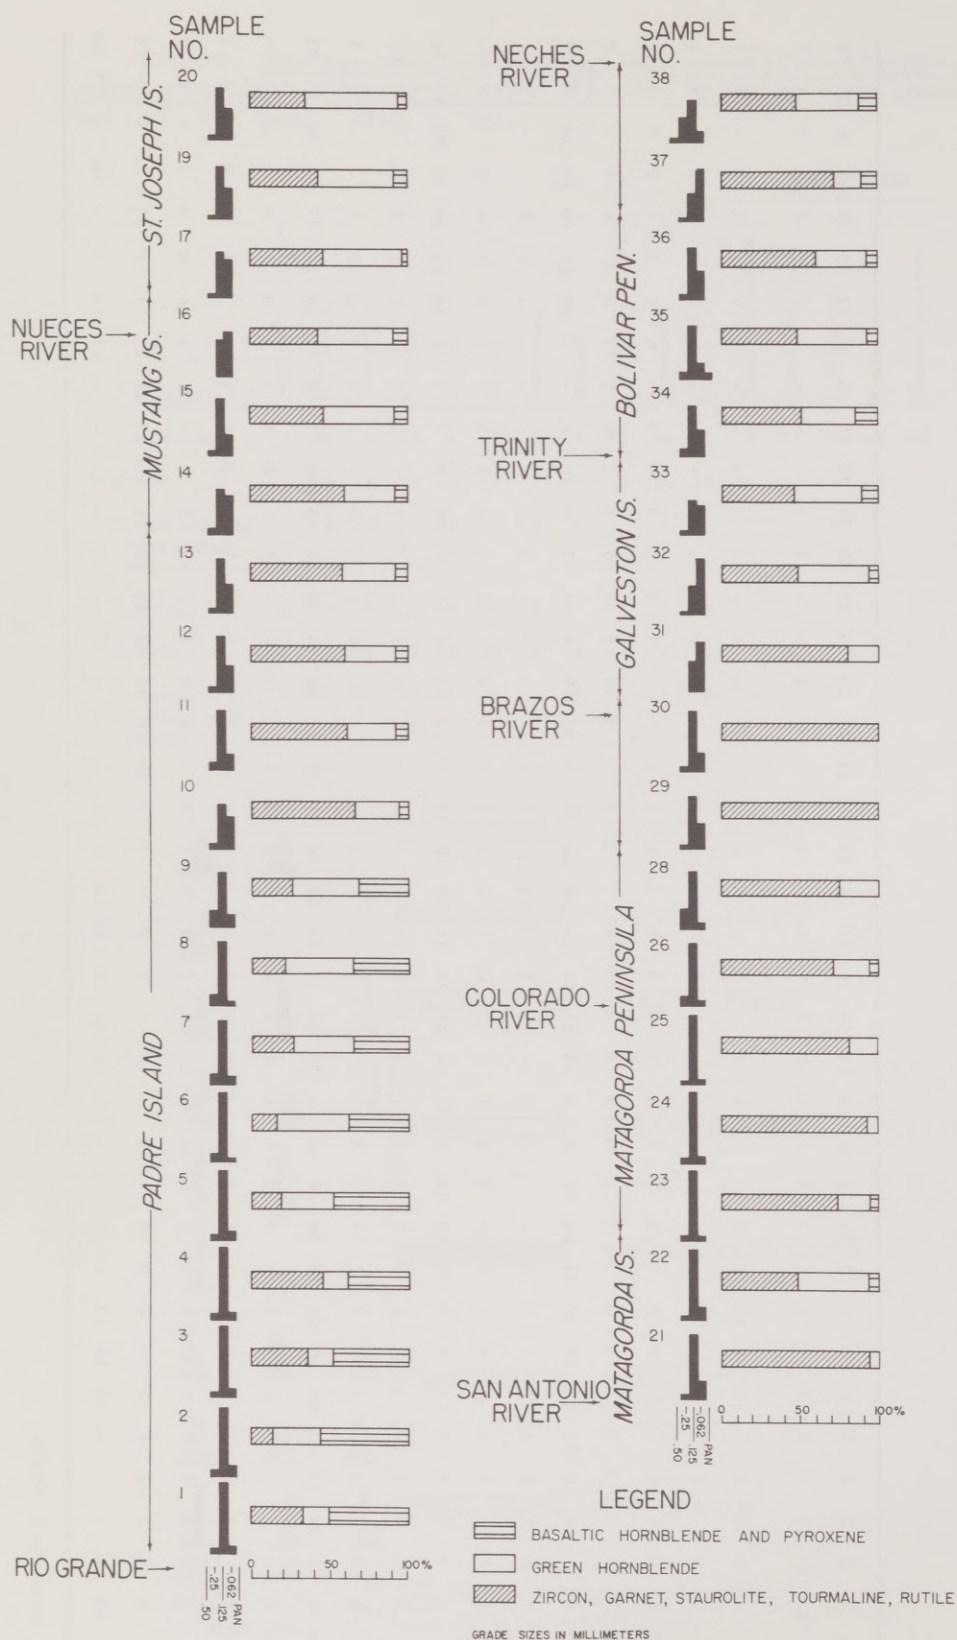 SAMPLE
NO.
20
19
17
16
15
14
13
12
11
10
9
8
7
6
5
4
3
2
1
ST. JOSEPH IS.
MUSTANG IS.
PADRE ISLAND
NUECES
RIVER
RIO GRANDE
.50
-.25
.125
-.062
PAN
0 50 100%
SAMPLE
NO.
38
37
36
35
34
33
32
31
30
29
28
26
25
24
23
22
21
NECHES
RIVER
BOLIVAR PEN.
TRINITY
RIVER
GALVESTON IS.
BRAZOS
RIVER
MATAGORDA PENINSULA
COLORADO
RIVER
MATAGORDA IS.
SAN ANTONIO
RIVER
.50
-.25
.125
-.062
PAN
0 50 100%
LEGEND
BASALTIC HORNBLENDE AND PYROXENE
GREEN HORNBLENDE
ZIRCON, GARNET, STAUROLITE, TOURMALINE, RUTILE
GRADE SIZES IN MILLIMETERS